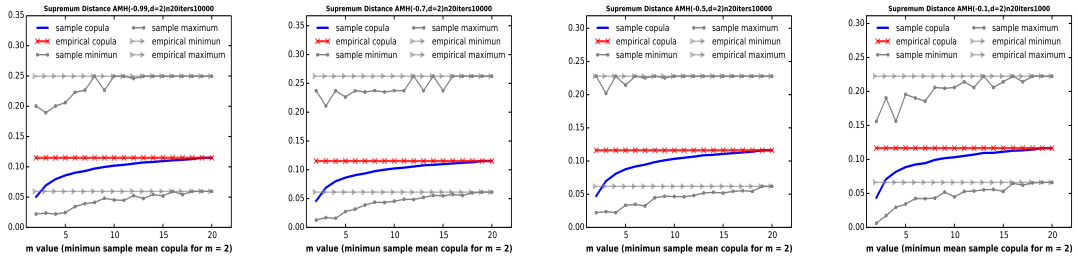 Supremum Distance AMH(-0.99,d=2)n20iters10000
0.35
0.30
0.25
0.20
0.15
0.10
0.05
0.00
sample copula
empirical copula
sample minimun
sample maximum
empirical minimun
empirical maximum
5 10 15 20
m value (minimun sample mean copula for m = 2)
Supremum Distance AMH(-0.7,d=2)n20iters10000
0.35
0.30
0.25
0.20
0.15
0.10
0.05
0.00
sample copula
empirical copula
sample minimun
sample maximum
empirical minimun
empirical maximum
5 10 15 20
m value (minimun sample mean copula for m = 2)
Supremum Distance AMH(-0.5,d=2)n20iters10000
0.30
0.25
0.20
0.15
0.10
0.05
0.00
sample copula
empirical copula
sample minimun
sample maximum
empirical minimun
empirical maximum
5 10 15 20
m value (minimun sample mean copula for m = 2)
Supremum Distance AMH(-0.1,d=2)n20iters10000
0.30
0.25
0.20
0.15
0.10
0.05
0.00
sample copula
empirical copula
sample minimun
sample maximum
empirical minimun
empirical maximum
5 10 15 20
m value (minimun sample mean copula for m = 2)